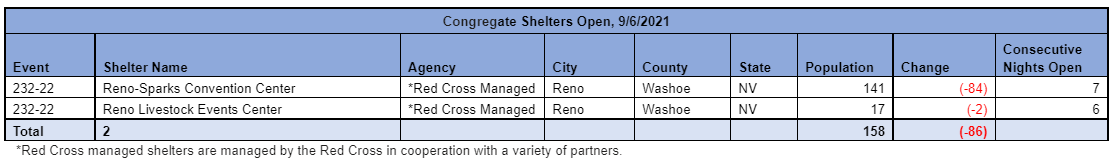 Congregate Shelters Open, 9/6/2021
Event Shelter Name Agency City County State Population Change Consecutive Nights Open
232-22 Reno-Sparks Convention Center *Red Cross Managed Reno Washoe NV 141 (-84) 7
232-22 Reno Livestock Events Center *Red Cross Managed Reno Washoe NV 17 (-2) 6
Total 2 158 (-86)
*Red Cross managed shelters are managed by the Red Cross in cooperation with a variety of partners.